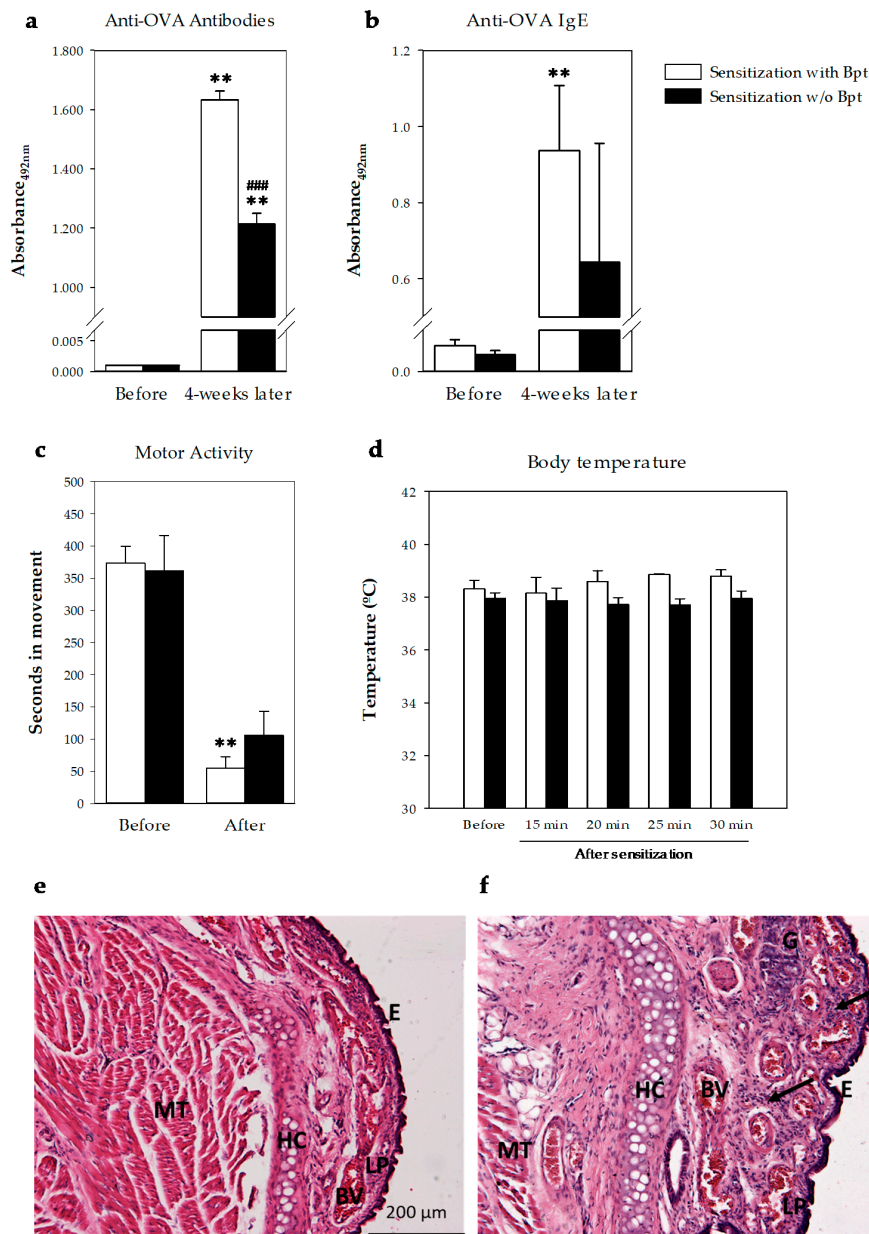 a
Anti-OVA Antibodies
Absorbance492nm
1.800
1.600
1.400
1.200
1.000
0.005
0.000
**
###
**
Before
4-weeks later
b
Anti-OVA IgE
Absorbance492nm
1.2
1.0
0.8
0.6
0.0
**
Before
4-weeks later
Sensitization with Bpt
Sensitization w/o Bpt
c
Motor Activity
Seconds in movement
500
450
400
350
300
250
200
150
100
50
0
**
Before
After
d
Body temperature
Temperature (ºC)
42
40
38
36
34
32
30
Before
15 min
20 min
25 min
30 min
After sensitization
e
E
MT
HC
LP
BV
200 µm
f
G
HC
BV
E
MT
LP